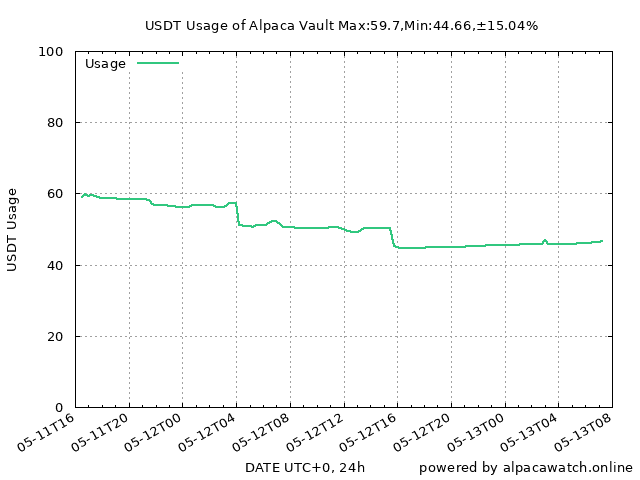 USDT Usage of Alpaca Vault Max:59.7,Min:44.66,±15.04%
100
Usage
80
60
USDT Usage
40
20
0
05-11T16 05-11T20 05-12T00 05-12T04 05-12T08 05-12T12 05-12T16 05-12T20 05-13T00 05-13T04 05-13T08
DATE UTC+0, 24h powered by alpacawatch.online